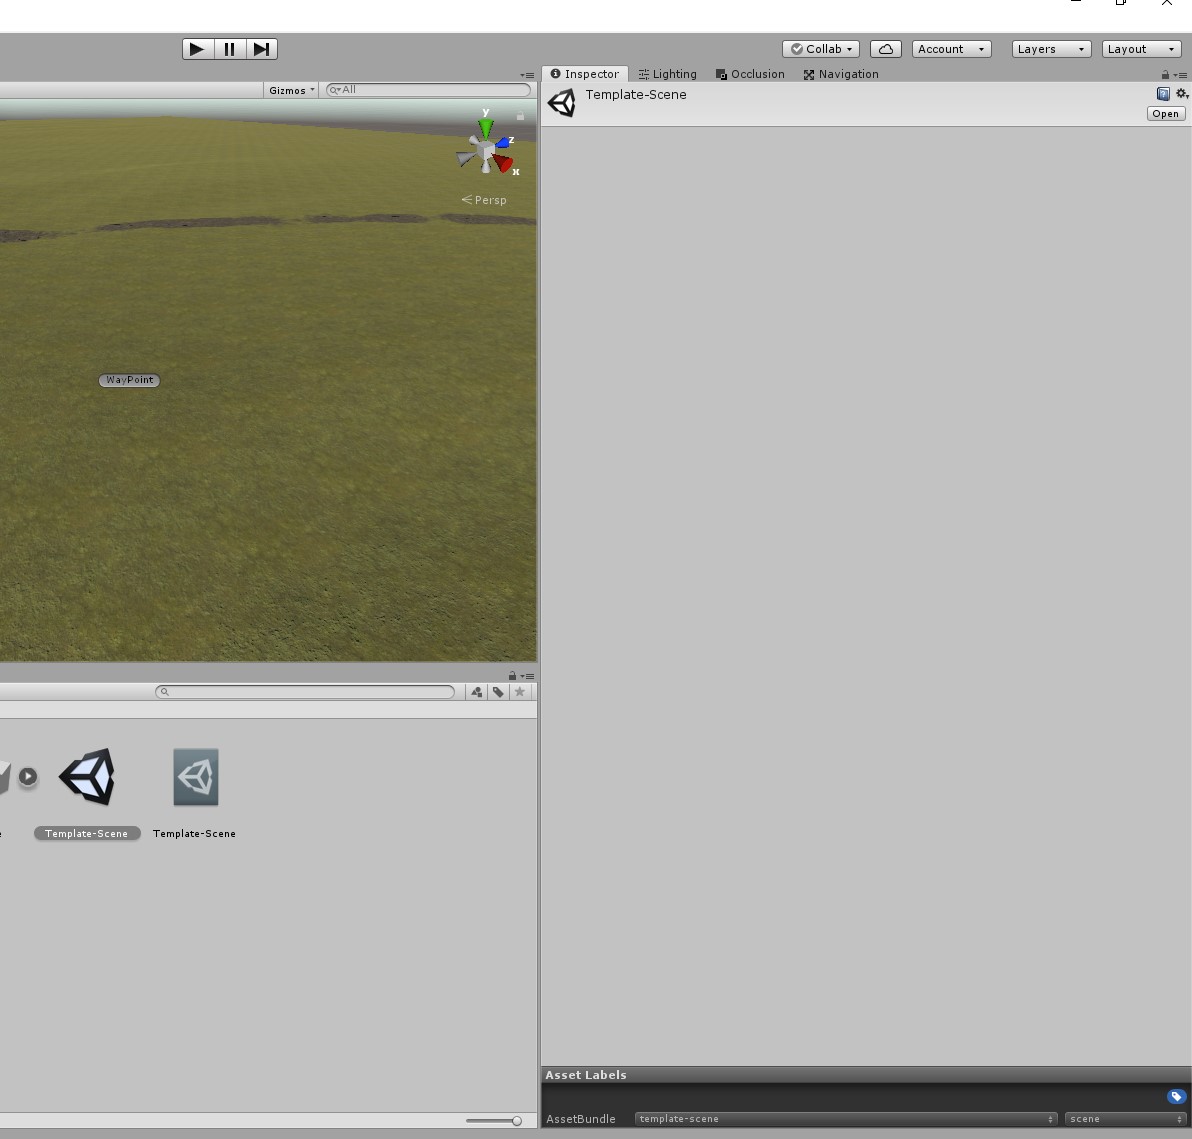 Collab
Account
Layers
Layout
Gizmos
All
Inspector
Lighting
Occlusion
Navigation
Template-Scene
Open
y
z
x
Persp
WayPoint
Template-Scene
Template-Scene
Asset Labels
AssetBundle
template-scene
scene